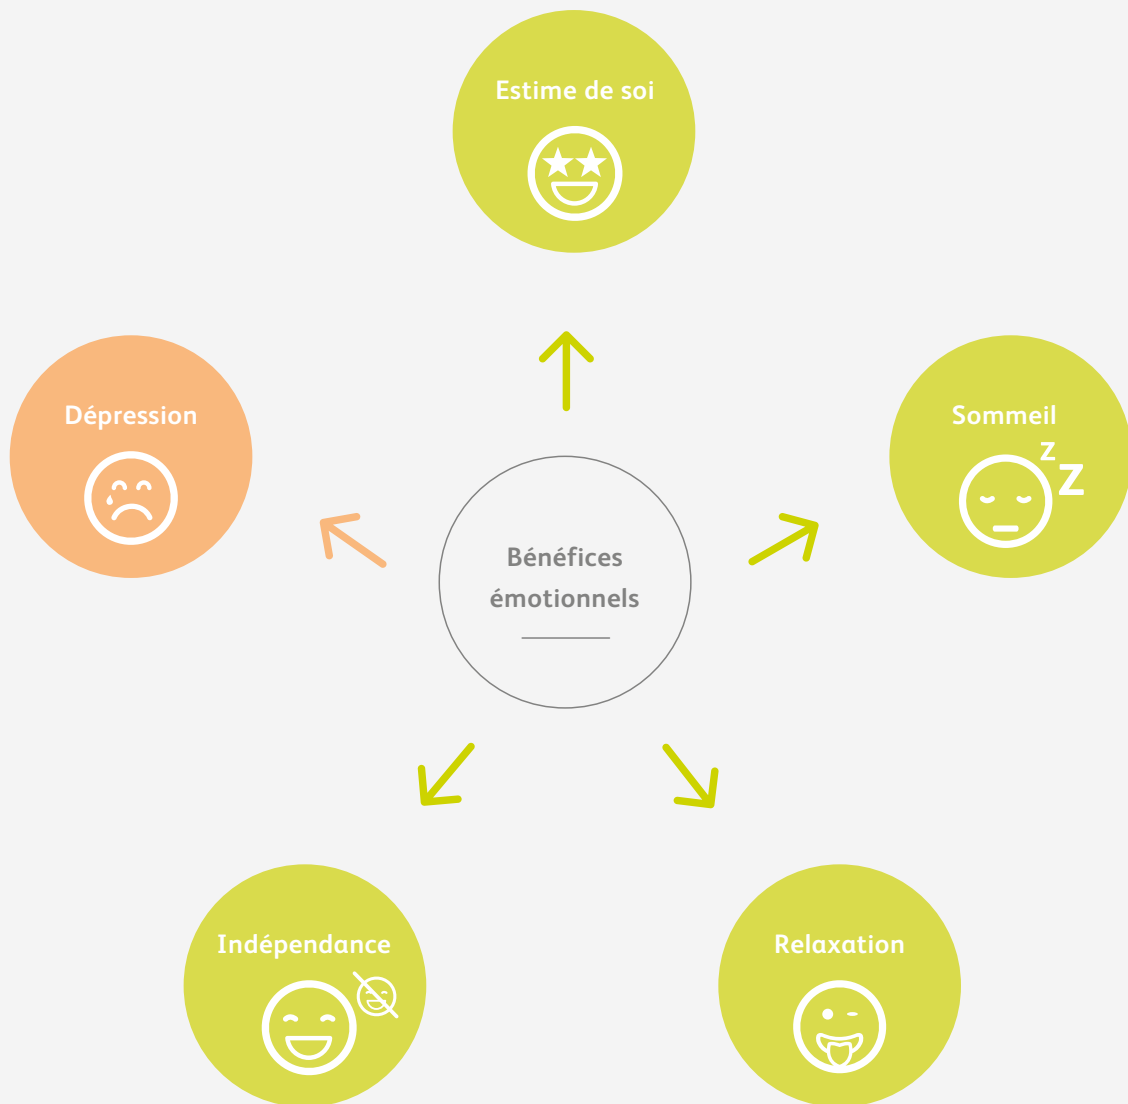 Estime de soi
Dépression
Sommeil
z
z
Bénéfices
émotionnels
Indépendance
Relaxation